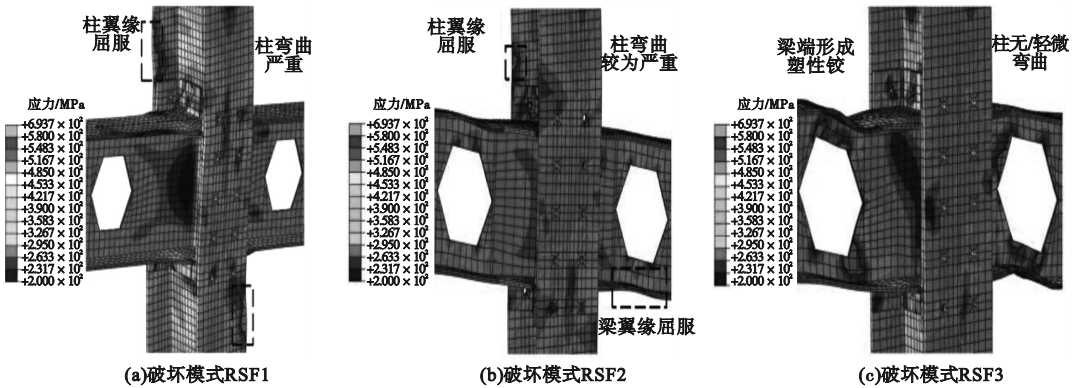 柱翼缘
屈服
柱弯曲
严重
应力/MPa
+6.937×10²
+5.800×10²
+5.483×10²
+5.167×10²
+4.850×10²
+4.533×10²
+4.217×10²
+3.900×10²
+3.583×10²
+3.267×10²
+2.950×10²
+2.633×10²
+2.317×10²
+2.000×10²
(a)破坏模式RSF1
柱翼缘
屈服
柱弯曲
较为严重
应力/MPa
+6.937×10²
+5.800×10²
+5.483×10²
+5.167×10²
+4.850×10²
+4.533×10²
+4.217×10²
+3.900×10²
+3.583×10²
+3.267×10²
+2.950×10²
+2.633×10²
+2.317×10²
+2.000×10²
梁翼缘屈服
(b)破坏模式RSF2
梁端形成
塑性铰
柱无/轻微
弯曲
应力/MPa
+6.937×10²
+5.800×10²
+5.483×10²
+5.167×10²
+4.850×10²
+4.533×10²
+4.217×10²
+3.900×10²
+3.583×10²
+3.267×10²
+2.950×10²
+2.633×10²
+2.317×10²
+2.000×10²
(c)破坏模式RSF3